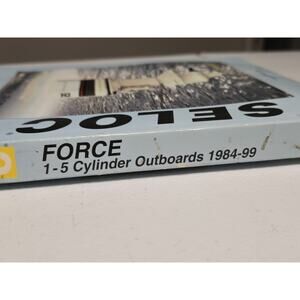 SELOC
FORCE
1-5 Cylinder Outboards 1984-99